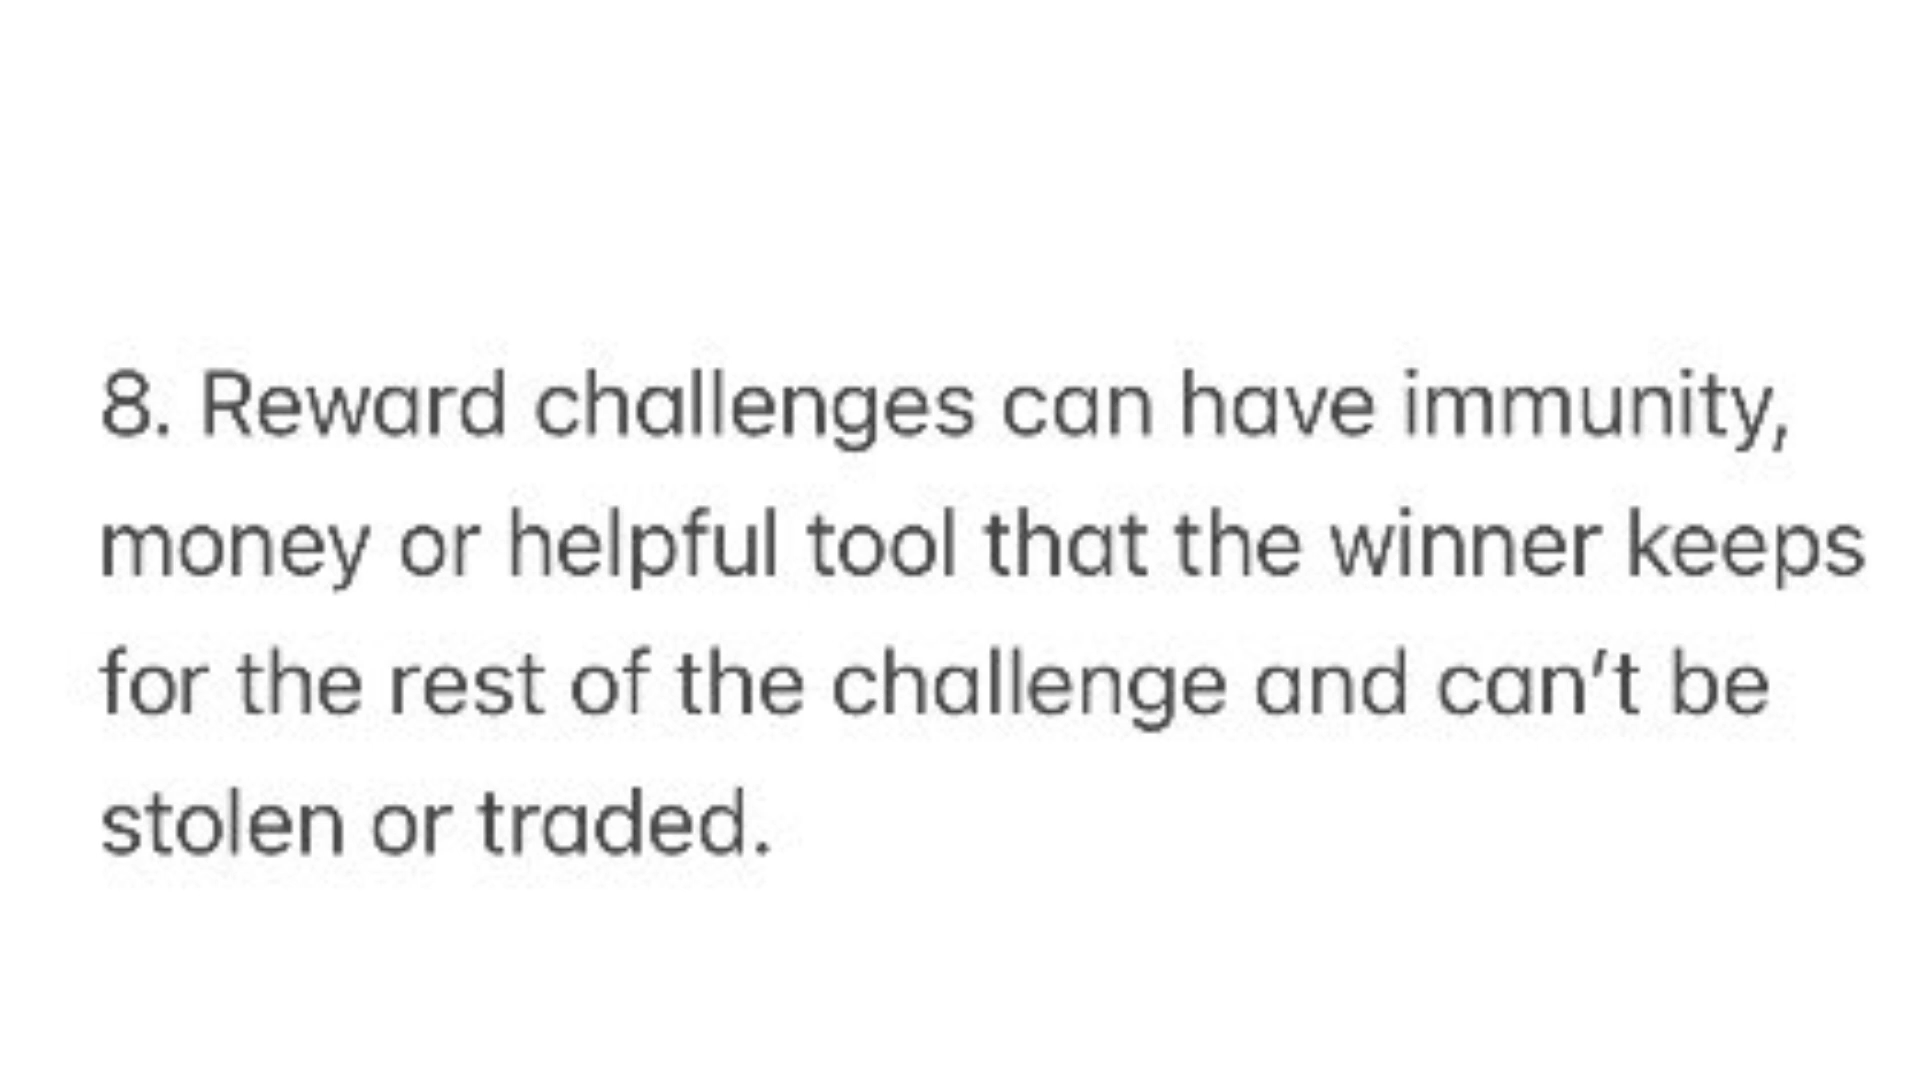 8. Reward challenges can have immunity,
money or helpful tool that the winner keeps
for the rest of the challenge and can’t be
stolen or traded.